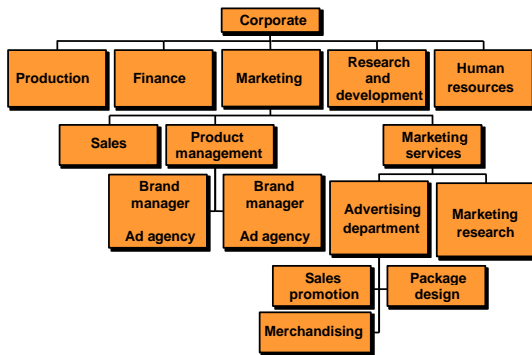 Corporate
Production
Finance
Marketing
Research
and
development
Human
resources
Sales
Product
management
Marketing
services
Brand
manager
Ad agency
Brand
manager
Ad agency
Advertising
department
Marketing
research
Sales
promotion
Package
design
Merchandising